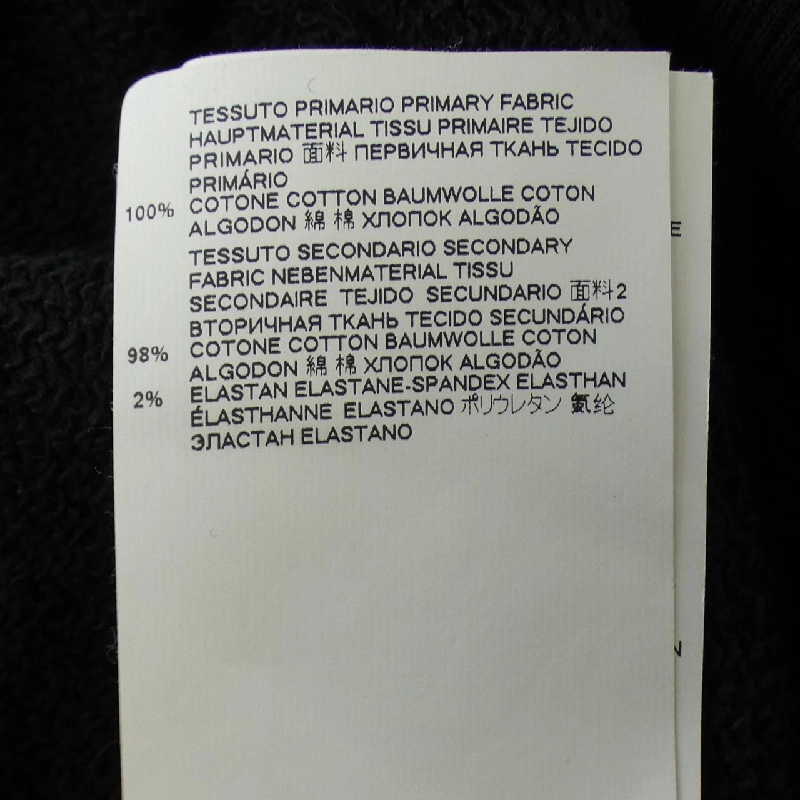 TESSUTO PRIMARIO PRIMARY FABRIC
HAUPTMATERIAL TISSU PRIMAIRE TEJIDO
PRIMARIO 面料 ПЕРВИЧНАЯ ТКАНЬ TECIDO
PRIMÁRIO
100% COTONE COTTON BAUMWOLLE COTON
ALGODON 綿 棉 ХЛОПОК ALGODÃO
TESSUTO SECONDARIO SECONDARY
FABRIC NEBENMATERIAL TISSU
SECONDAIRE TEJIDO SECUNDARIO 面料2
ВТОРИЧНАЯ ТКАНЬ TECIDO SECUNDÁRIO
98% COTONE COTTON BAUMWOLLE COTON
ALGODON 綿 棉 ХЛОПОК ALGODÃO
2% ELASTAN ELASTANE-SPANDEX ELASTHAN
ÉLASTHANNE ELASTANO ポリウレタン 氨纶
ЭЛАСТАН ELASTANO
E
N